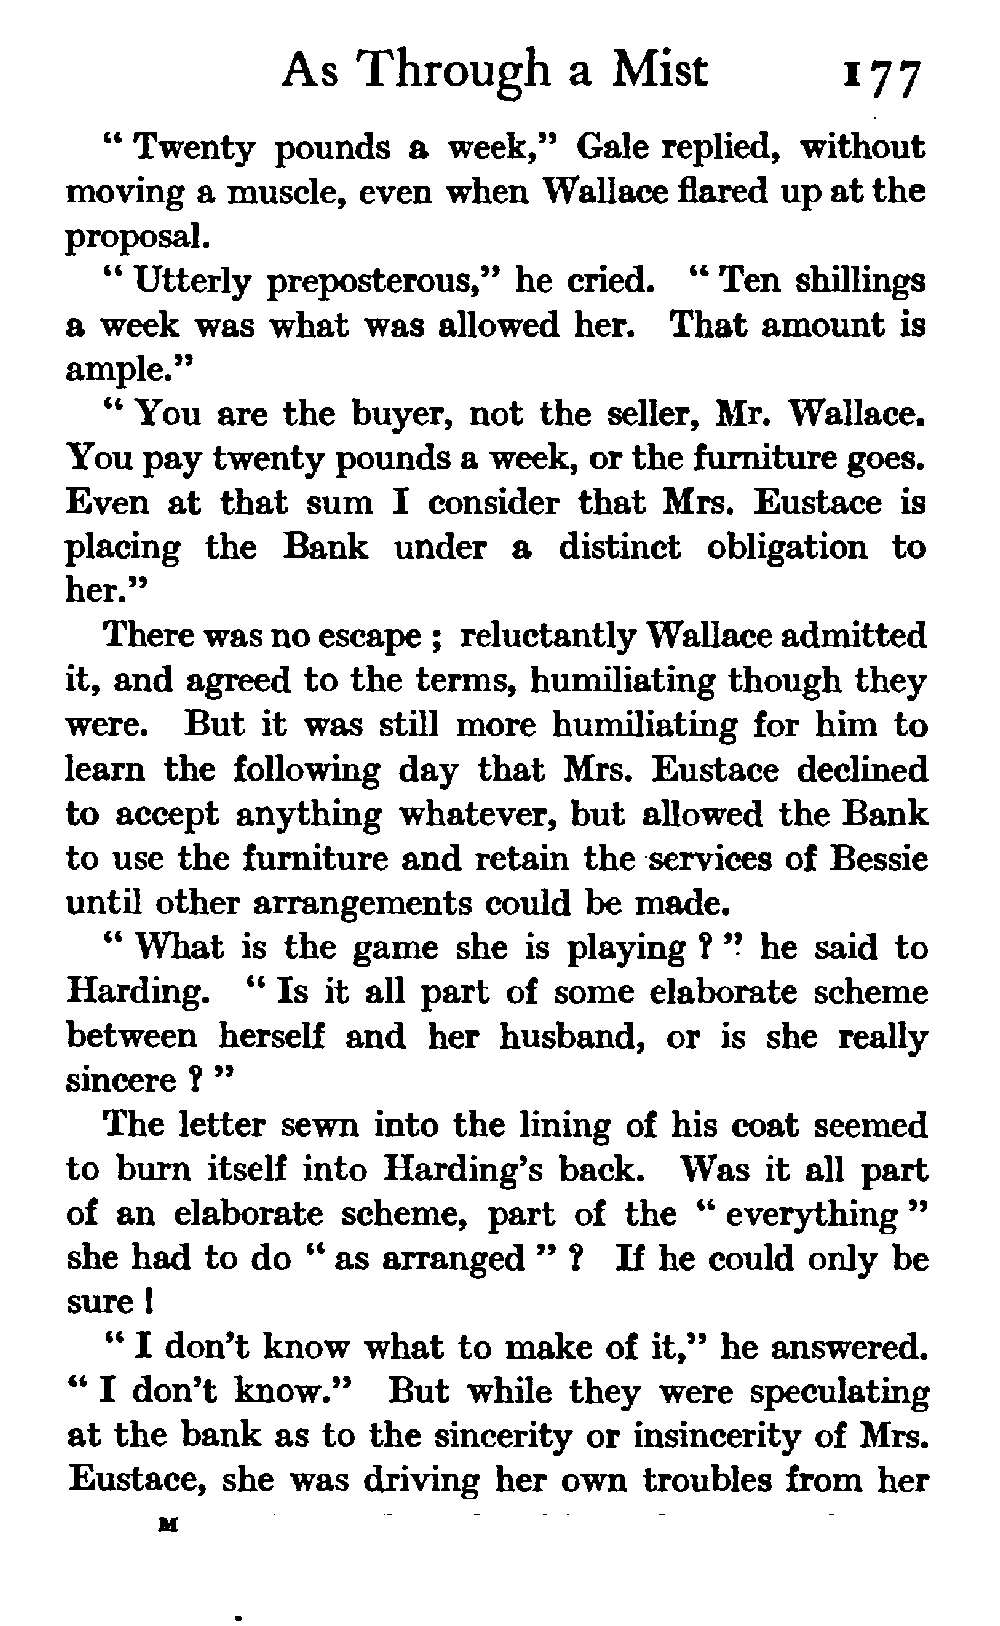 As Through a Mist 177
“ Twenty pounds a week,” Gale replied, without
moving a muscle, even when Wallace flared up at the
proposal.
“ Utterly preposterous,” he cried. “ Ten shillings
a week was what was allowed her. That amount is
ample.”
“ You are the buyer, not the seller, Mr. Wallace.
You pay twenty pounds a week, or the furniture goes.
Even at that sum I consider that Mrs. Eustace is
placing the Bank under a distinct obligation to
her.”
There was no escape ; reluctantly Wallace admitted
it, and agreed to the terms, humiliating though they
were. But it was still more humiliating for him to
learn the following day that Mrs. Eustace declined
to accept anything whatever, but allowed the Bank
to use the furniture and retain the services of Bessie
until other arrangements could be made.
“ What is the game she is playing ? ” he said to
Harding. “ Is it all part of some elaborate scheme
between herself and her husband, or is she really
sincere ? ”
The letter sewn into the lining of his coat seemed
to burn itself into Harding’s back. Was it all part
of an elaborate scheme, part of the “ everything ”
she had to do “ as arranged ” ? If he could only be
sure !
“ I don’t know what to make of it,” he answered.
“ I don’t know.” But while they were speculating
at the bank as to the sincerity or insincerity of Mrs.
Eustace, she was driving her own troubles from her
M